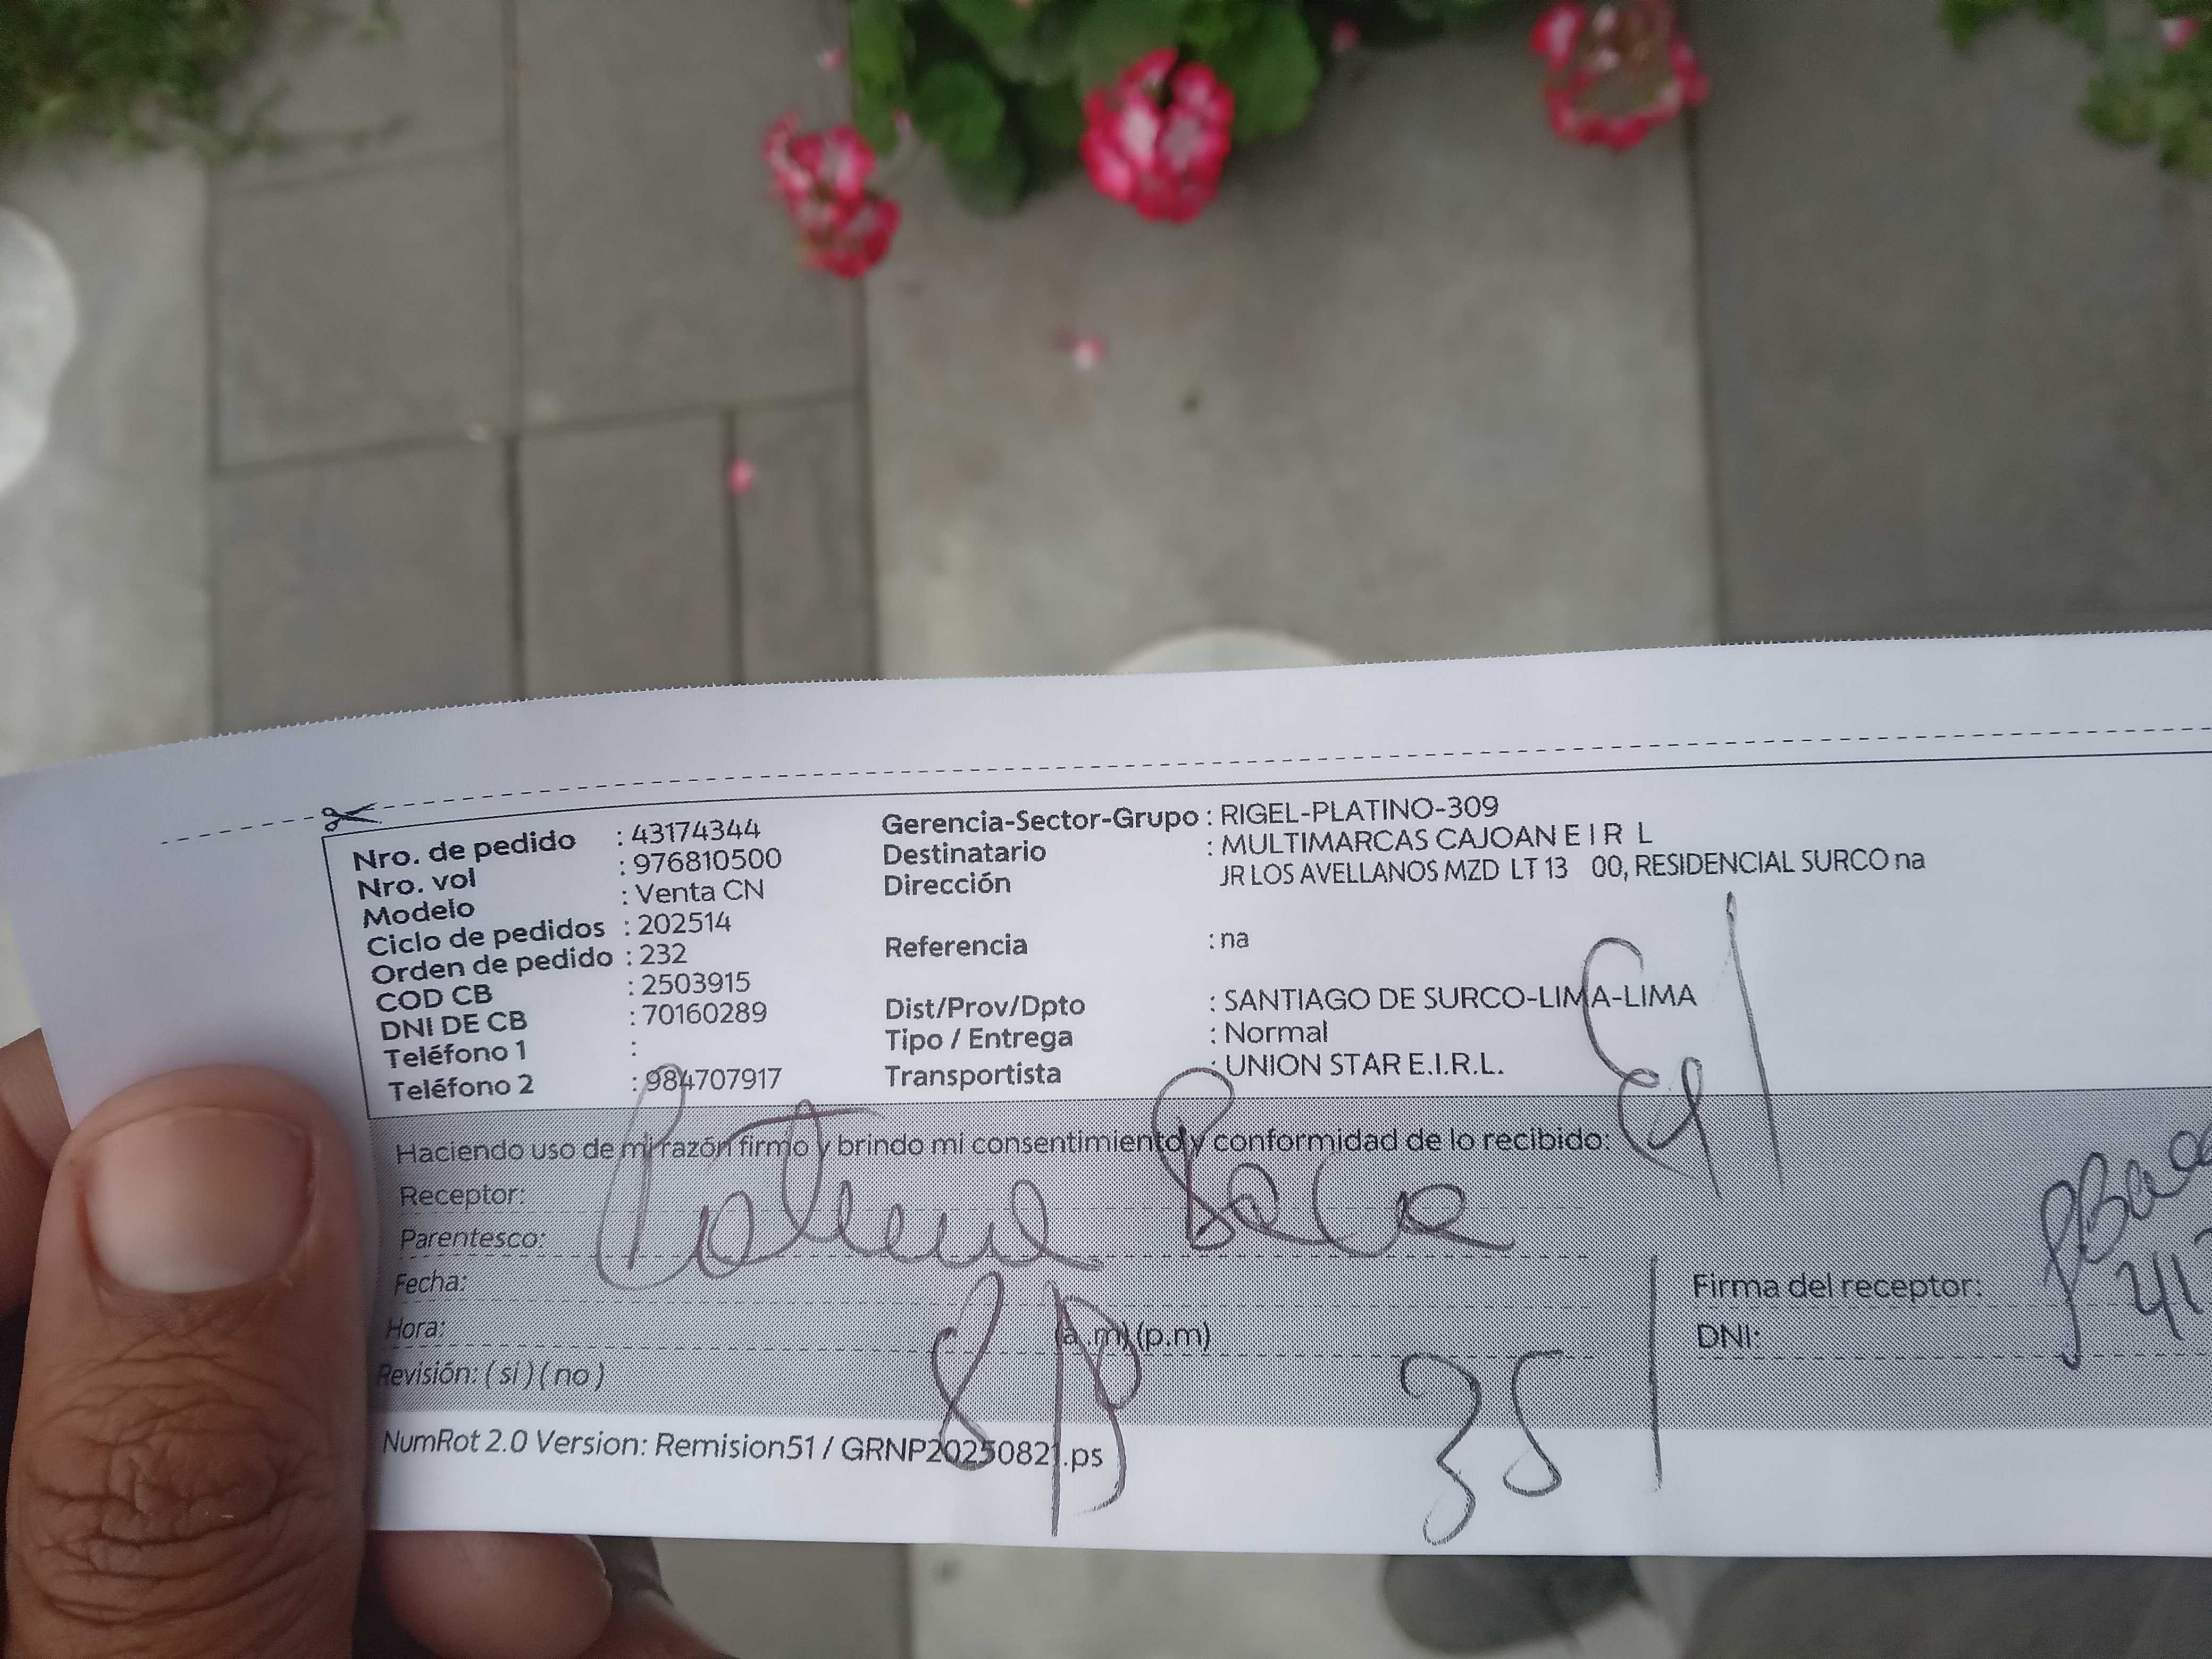 Nro. de pedido : 43174344
Nro. vol : 976810500
Modelo : Venta CN
Ciclo de pedidos : 202514
Orden de pedido : 232
COD CB : 2503915
DNI DE CB : 70160289
Teléfono 1 :
Teléfono 2 : 984707917
Gerencia-Sector-Grupo : RIGEL-PLATINO-309
Destinatario : MULTIMARCAS CAJOAN E I R L
Dirección JR LOS AVELLANOS MZD LT 13 00, RESIDENCIAL SURCO na
Referencia : na
Dist/Prov/Dpto : SANTIAGO DE SURCO-LIMA-LIMA
Tipo / Entrega : Normal
Transportista : UNION STAR E.I.R.L.
Haciendo uso de mi razón firmo y brindo mi consentimiento y conformidad de lo recibido:
Receptor:
Parentesco:
Fecha:
Hora: (a.m) (p.m)
Revisión: ( si ) ( no )
Firma del receptor:
DNI:
35
NumRot 2.0 Version: Remision51 / GRNP20250821.ps